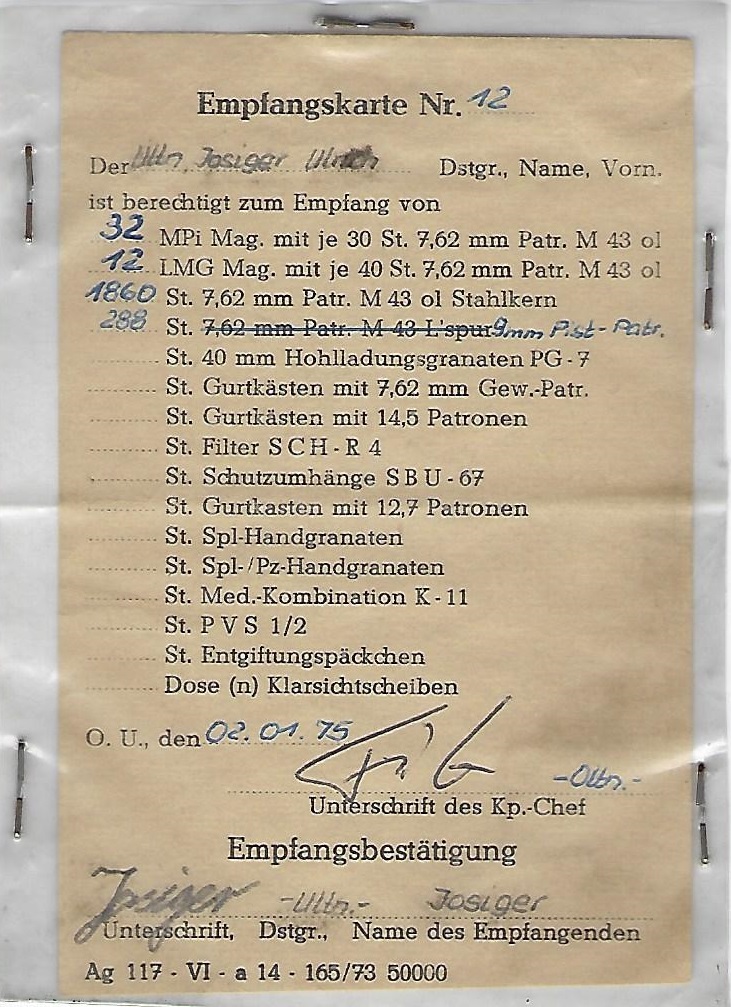 Empfangskarte Nr. 12
Der Ultn. Josiger Ulrich Dstgr., Name, Vorn.
ist berechtigt zum Empfang von
32 MPi Mag. mit je 30 St. 7,62 mm Patr. M 43 ol
12 LMG Mag. mit je 40 St. 7,62 mm Patr. M 43 ol
1860 St. 7,62 mm Patr. M 43 ol Stahlkern
288 St. 7,62 mm Patr. M 43 L'spur 9mm Pist-Patr.
St. 40 mm Hohlladungsgranaten PG-7
St. Gurtkästen mit 7,62 mm Gew.-Patr.
St. Gurtkästen mit 14,5 Patronen
St. Filter SCH-R 4
St. Schutzumhänge SBU-67
St. Gurtkasten mit 12,7 Patronen
St. Spl-Handgranaten
St. Spl-/Pz-Handgranaten
St. Med.-Kombination K-11
St. PVS 1/2
St. Entgiftungspäckchen
Dose (n) Klarsichtscheiben
O. U., den 02.01.75
-Oltn.-
Unterschrift des Kp.-Chef
Empfangsbestätigung
Josiger -Ultn.- Josiger
Unterschrift, Dstgr., Name des Empfangenden
Ag 117 - VI - a 14 - 165/73 50000